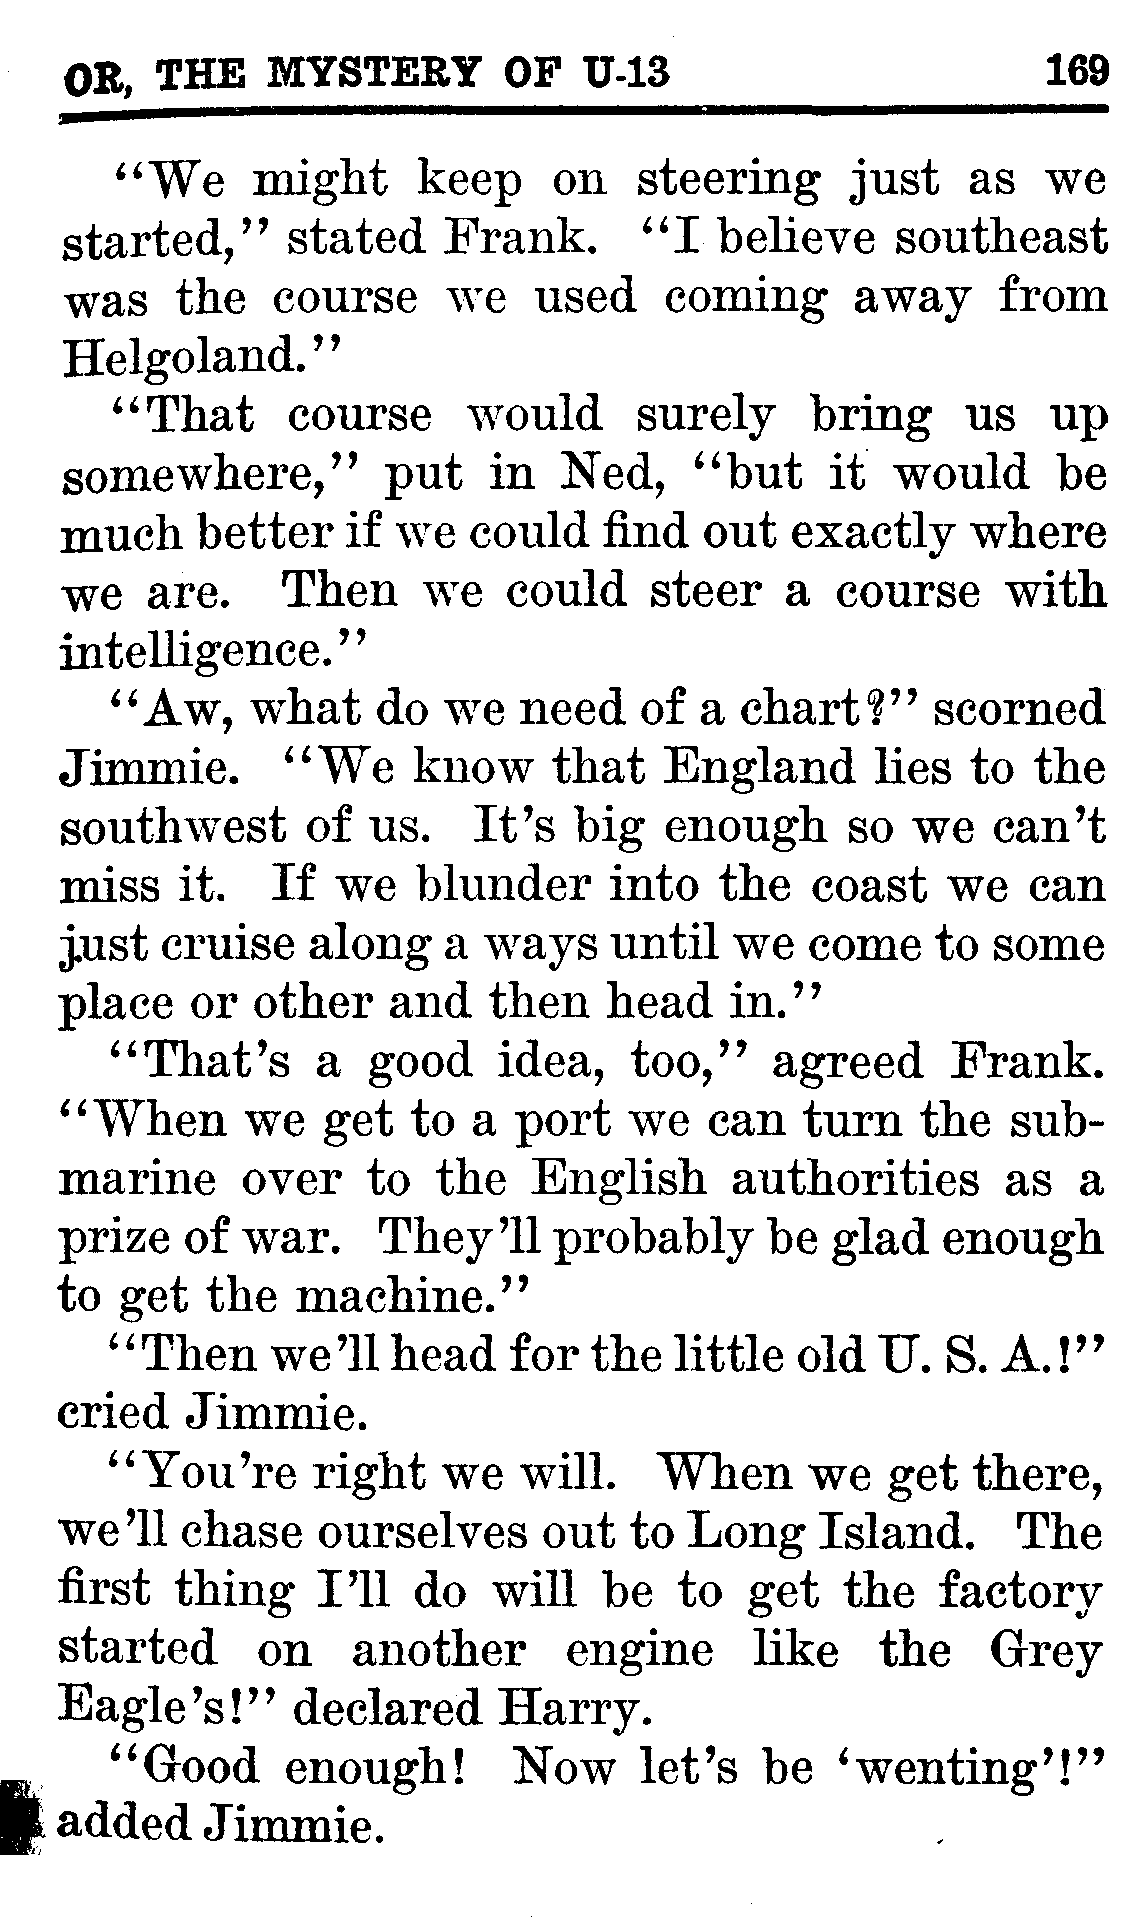 OR, THE MYSTERY OF U-13 169
“We might keep on steering just as we
started,” stated Frank. “I believe southeast
was the course we used coming away from
Helgoland.”
“That course would surely bring us up
somewhere,” put in Ned, “but it would be
much better if we could find out exactly where
we are. Then we could steer a course with
intelligence.”
“Aw, what do we need of a chart?” scorned
Jimmie. “We know that England lies to the
southwest of us. It’s big enough so we can’t
miss it. If we blunder into the coast we can
just cruise along a ways until we come to some
place or other and then head in.”
“That’s a good idea, too,” agreed Frank.
“When we get to a port we can turn the sub-
marine over to the English authorities as a
prize of war. They’ll probably be glad enough
to get the machine.”
“Then we’ll head for the little old U. S. A.!”
cried Jimmie.
“You’re right we will. When we get there,
we’ll chase ourselves out to Long Island. The
first thing I’ll do will be to get the factory
started on another engine like the Grey
Eagle’s!” declared Harry.
“Good enough! Now let’s be ‘wenting’!”
added Jimmie.